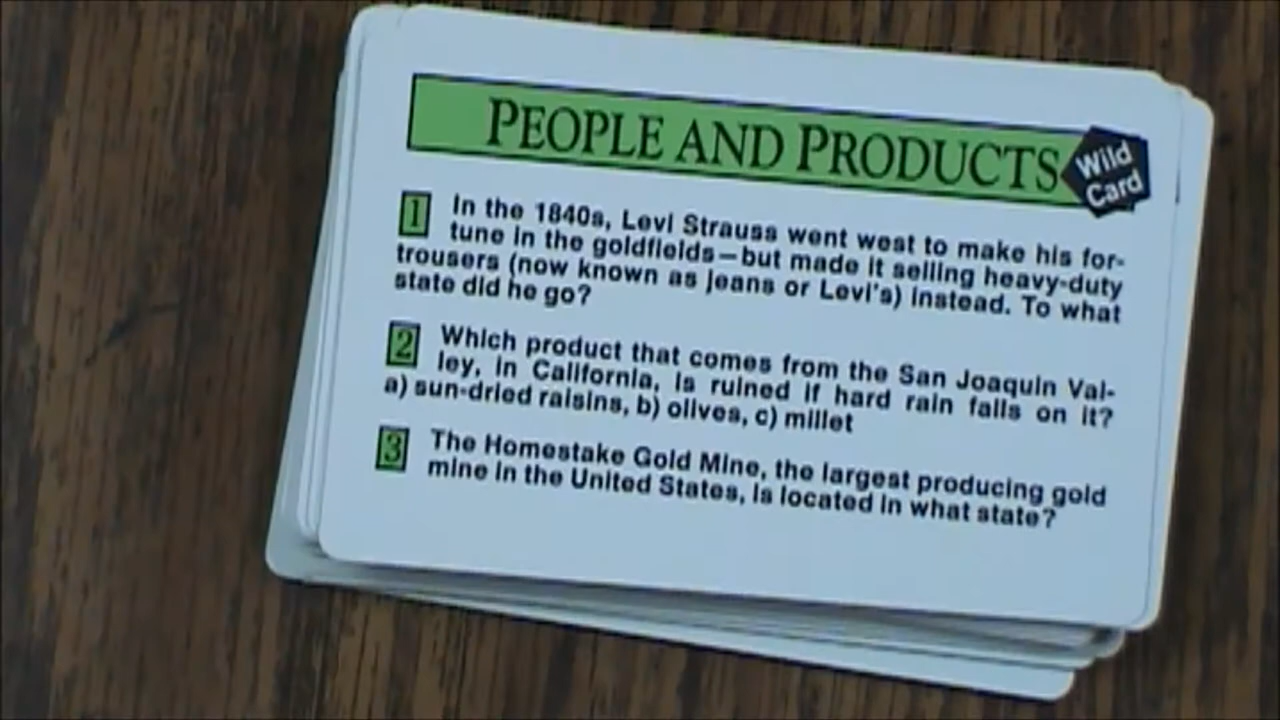 PEOPLE AND PRODUCTS
Wild
Card
1 In the 1840s, Levi Strauss went west to make his for-
tune in the goldfields—but made it selling heavy-duty
trousers (now known as jeans or Levi's) instead. To what
state did he go?
2 Which product that comes from the San Joaquin Val-
ley, in California, is ruined if hard rain falls on it?
a) sun-dried raisins, b) olives, c) millet
3 The Homestake Gold Mine, the largest producing gold
mine in the United States, is located in what state?